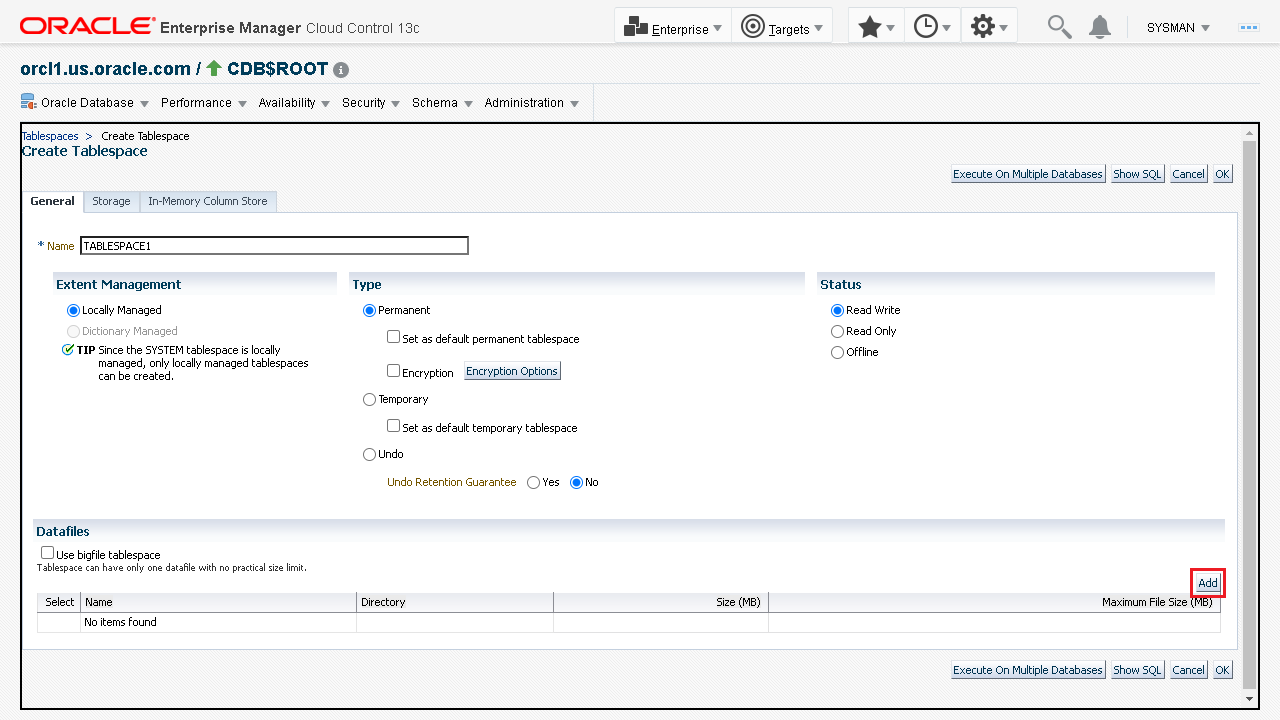 ORACLE Enterprise Manager Cloud Control 13c Enterprise Targets SYSMAN
orcl1.us.oracle.com / CDB$ROOT
Oracle Database Performance Availability Security Schema Administration
Tablespaces > Create Tablespace
Create Tablespace
Execute On Multiple Databases Show SQL Cancel OK
General Storage In-Memory Column Store
* Name TABLESPACE1
Extent Management Type Status
Locally Managed Permanent Read Write
Dictionary Managed Set as default permanent tablespace Read Only
TIP Since the SYSTEM tablespace is locally Offline
managed, only locally managed tablespaces
can be created. Encryption Encryption Options
Temporary
Set as default temporary tablespace
Undo
Undo Retention Guarantee Yes No
Datafiles
Use bigfile tablespace
Tablespace can have only one datafile with no practical size limit.
Add
Select Name Directory Size (MB) Maximum File Size (MB)
No items found
Execute On Multiple Databases Show SQL Cancel OK